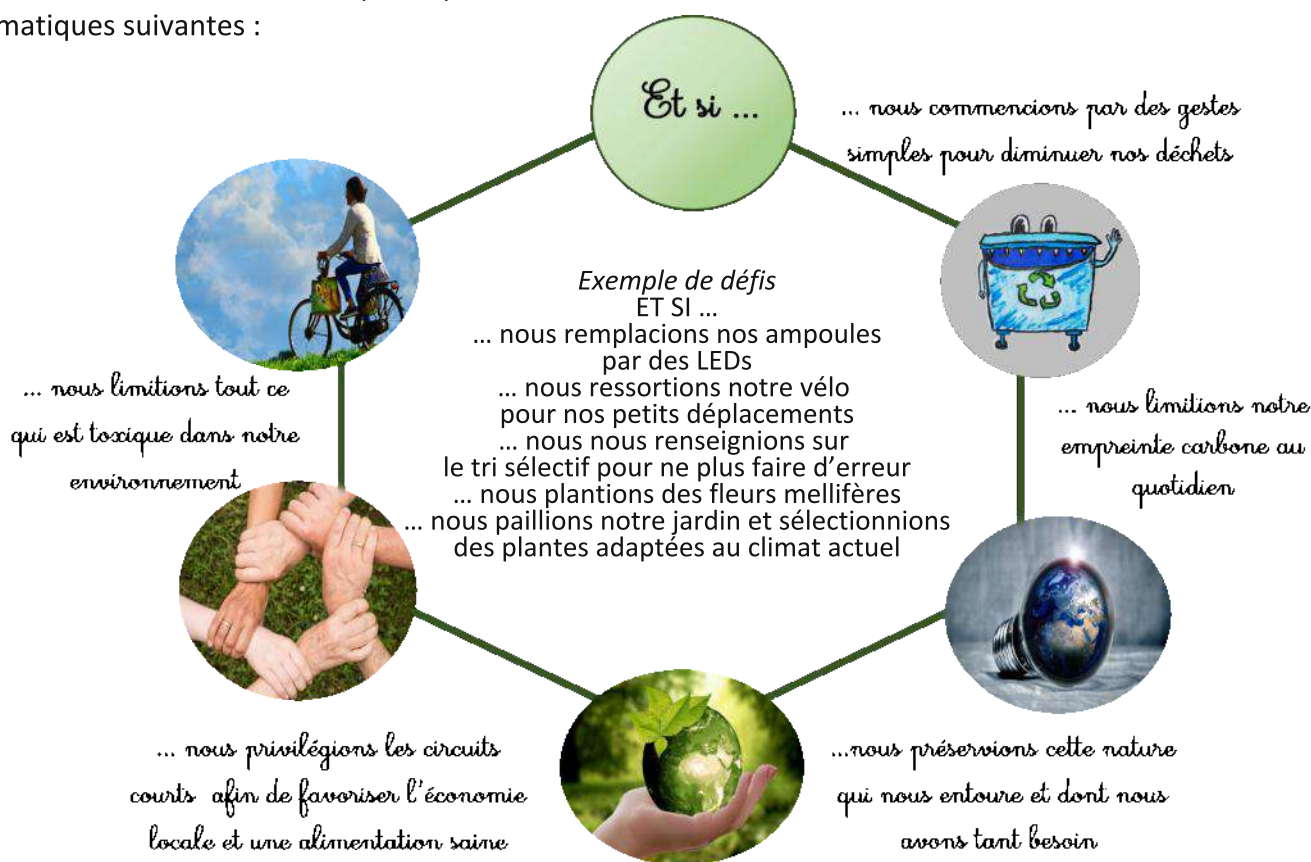 matiques suivantes :
Et si ...
... nous commencions par des gestes
simples pour diminuer nos déchets
Exemple de défis
ET SI ...
... nous remplacions nos ampoules
par des LEDs
... nous ressortions notre vélo
pour nos petits déplacements
... nous nous renseignions sur
le tri sélectif pour ne plus faire d’erreur
... nous plantions des fleurs mellifères
... nous paillions notre jardin et sélectionnions
des plantes adaptées au climat actuel
... nous limitions tout ce
qui est toxique dans notre
environnement
... nous limitions notre
empreinte carbone au
quotidien
... nous privilégions les circuits
courts afin de favoriser l'économie
locale et une alimentation saine
...nous préservions cette nature
qui nous entoure et dont nous
avons tant besoin